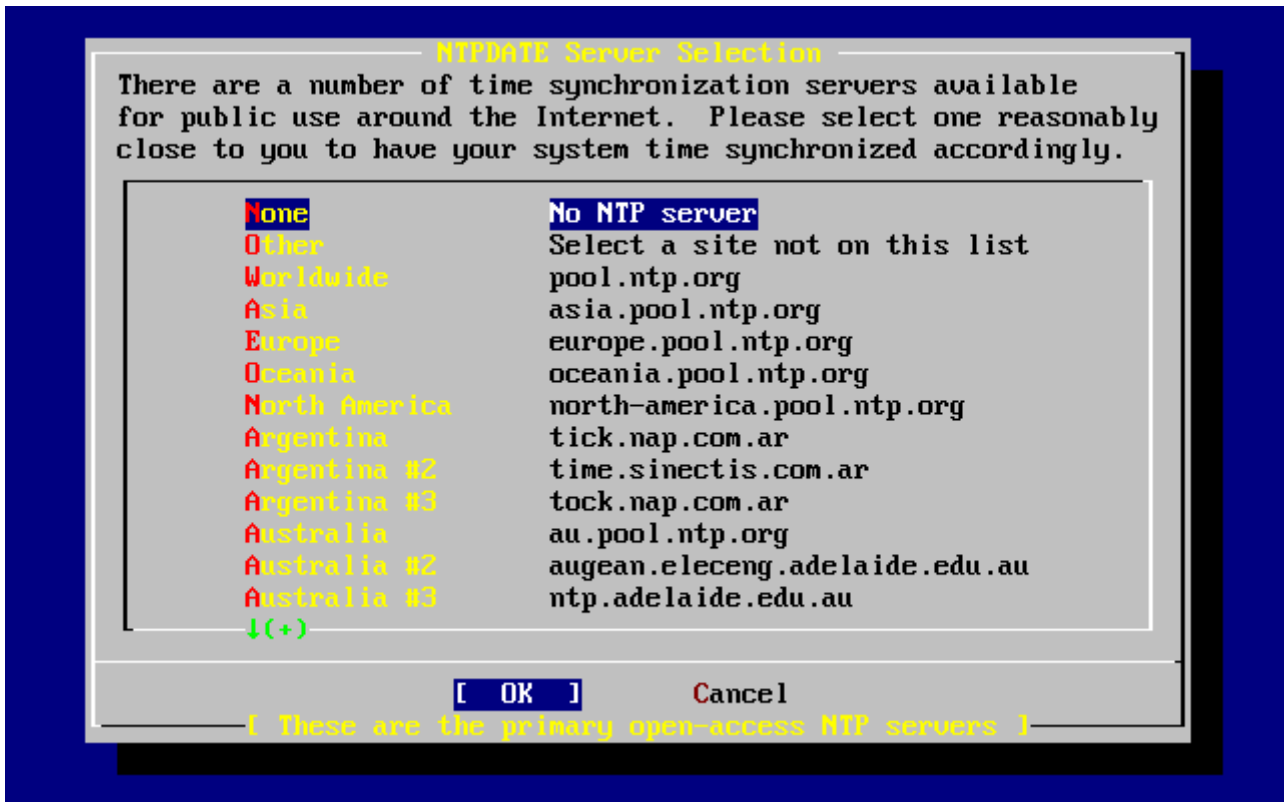 NTPDATE Server Selection
There are a number of time synchronization servers available
for public use around the Internet.  Please select one reasonably
close to you to have your system time synchronized accordingly.
None No NTP server
Other Select a site not on this list
Worldwide pool.ntp.org
Asia asia.pool.ntp.org
Europe europe.pool.ntp.org
Oceania oceania.pool.ntp.org
North America north-america.pool.ntp.org
Argentina tick.nap.com.ar
Argentina #2 time.sinectis.com.ar
Argentina #3 tock.nap.com.ar
Australia au.pool.ntp.org
Australia #2 augean.eleceng.adelaide.edu.au
Australia #3 ntp.adelaide.edu.au
↓(+)
[  OK  ] Cancel
[ These are the primary open-access NTP servers ]